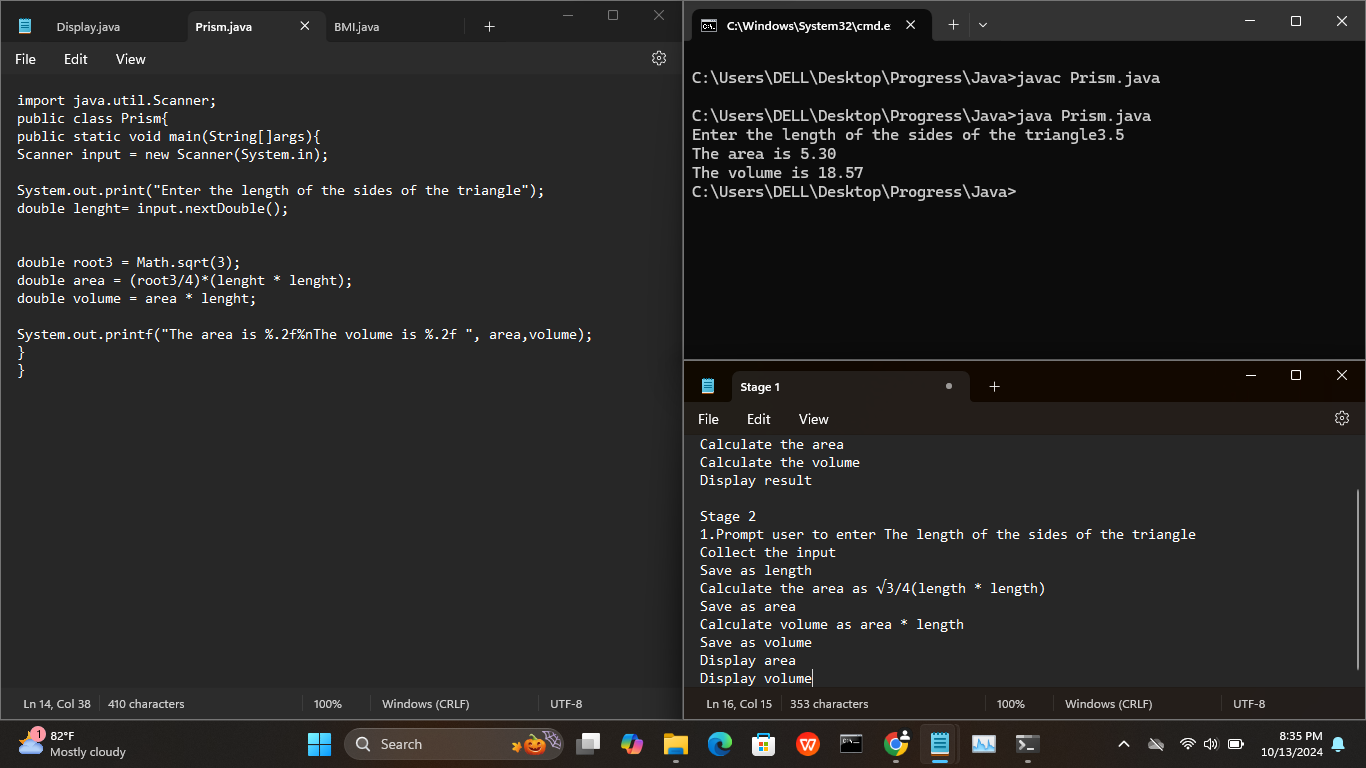 Display.java
Prism.java
BMI.java
File Edit View
import java.util.Scanner;
public class Prism{
public static void main(String[]args){
Scanner input = new Scanner(System.in);
System.out.print("Enter the length of the sides of the triangle");
double lenght= input.nextDouble();
double root3 = Math.sqrt(3);
double area = (root3/4)*(lenght * lenght);
double volume = area * lenght;
System.out.printf("The area is %.2f%nThe volume is %.2f ", area,volume);
}
}
Ln 14, Col 38 410 characters 100% Windows (CRLF) UTF-8
C:\Windows\System32\cmd.e
C:\Users\DELL\Desktop\Progress\Java>javac Prism.java
C:\Users\DELL\Desktop\Progress\Java>java Prism.java
Enter the length of the sides of the triangle3.5
The area is 5.30
The volume is 18.57
C:\Users\DELL\Desktop\Progress\Java>
Stage 1
File Edit View
Calculate the area
Calculate the volume
Display result
Stage 2
1.Prompt user to enter The length of the sides of the triangle
Collect the input
Save as length
Calculate the area as √3/4(length * length)
Save as area
Calculate volume as area * length
Save as volume
Display area
Display volume
Ln 16, Col 15 353 characters 100% Windows (CRLF) UTF-8
1
82°F
Mostly cloudy
Search
8:35 PM
10/13/2024